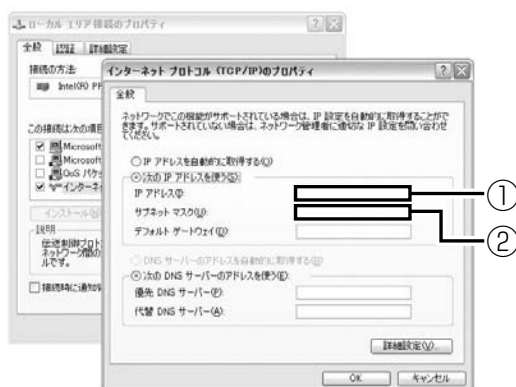 ローカル エリア接続のプロパティ
全般 認証 詳細設定
接続の方法:
Intel(R) PR
この接続は次の項目
Microsoft
Microsoft
QoS パケッ
インターネ
インストール(N)
説明
伝送制御プロト
ネットワーク間の
ルです。
接続時に通知
インターネット プロトコル (TCP/IP)のプロパティ
全般
ネットワークでこの機能がサポートされている場合は、IP 設定を自動的に取得することがで
きます。サポートされていない場合は、ネットワーク管理者に適切な IP 設定を問い合わせ
てください。
IP アドレスを自動的に取得する(O)
次の IP アドレスを使う(S):
IP アドレス(I):
①
サブネット マスク(U):
②
デフォルト ゲートウェイ(D):
DNS サーバーのアドレスを自動的に取得する(B)
次の DNS サーバーのアドレスを使う(E):
優先 DNS サーバー(P):
代替 DNS サーバー(A):
詳細設定(V)...
OK キャンセル